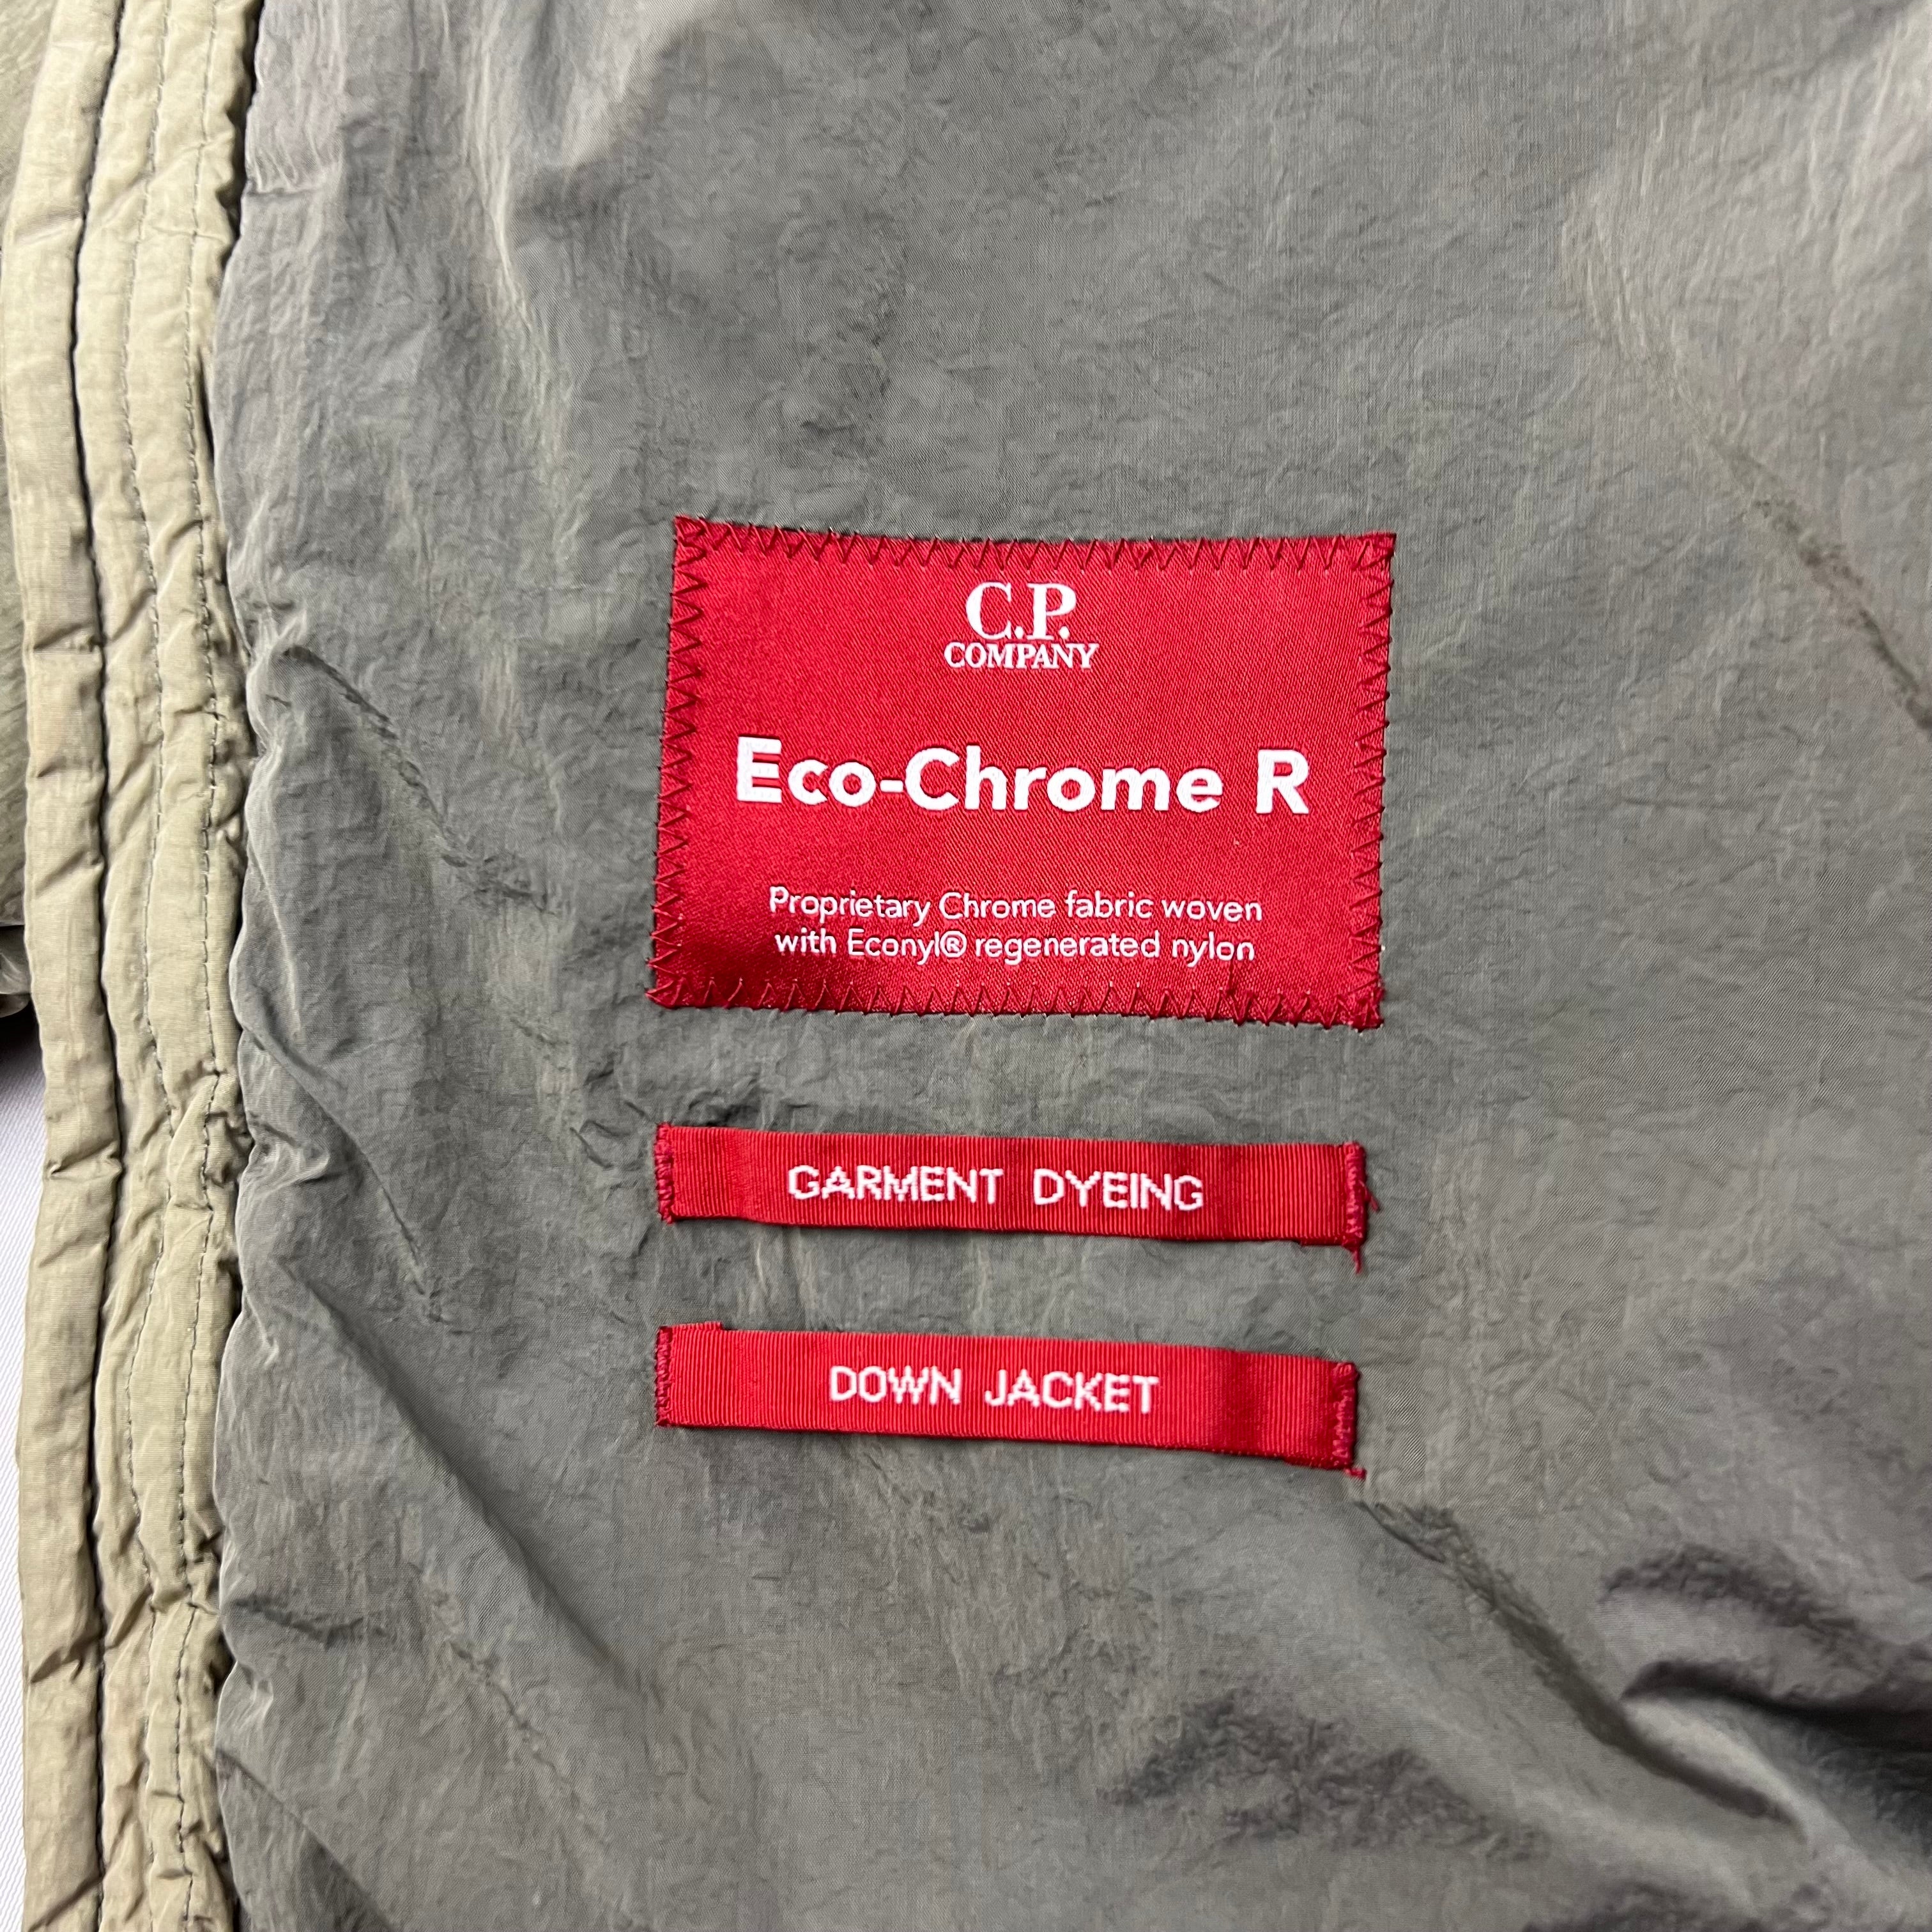 C.P.
COMPANY
Eco-Chrome R
Proprietary Chrome fabric woven
with Econyl® regenerated nylon
GARMENT DYEING
DOWN JACKET